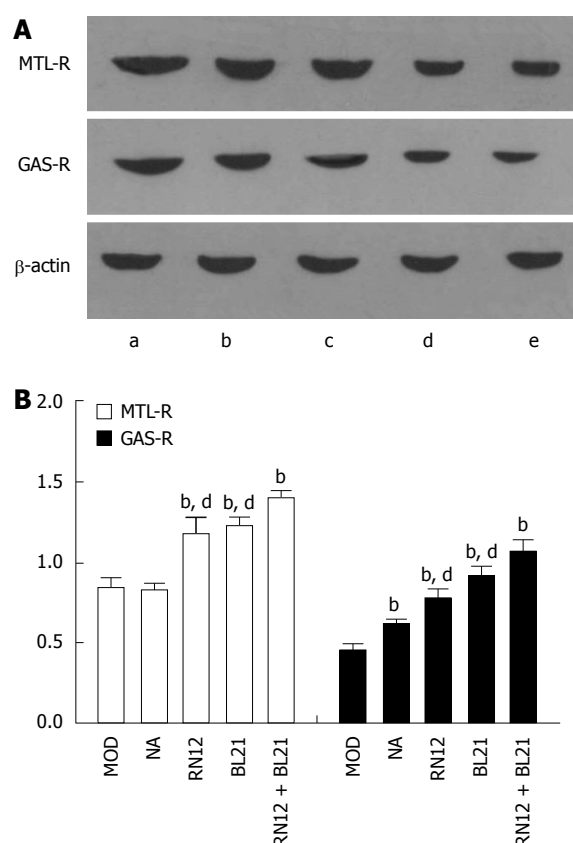 A
MTL-R
GAS-R
β-actin
a b c d e
B
2.0
1.5
1.0
0.5
0.0
MTL-R
GAS-R
b, d
b, d
b
b
b, d
b, d
b
MOD
NA
RN12
BL21
RN12 + BL21
MOD
NA
RN12
BL21
RN12 + BL21